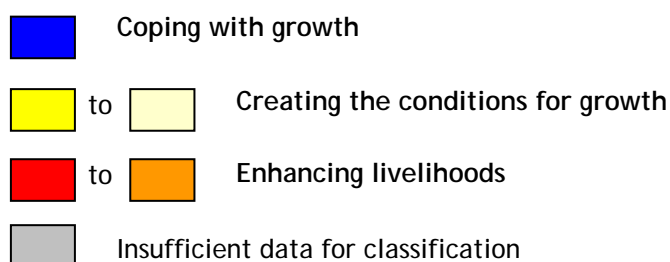 Coping with growth
to Creating the conditions for growth
to Enhancing livelihoods
Insufficient data for classification